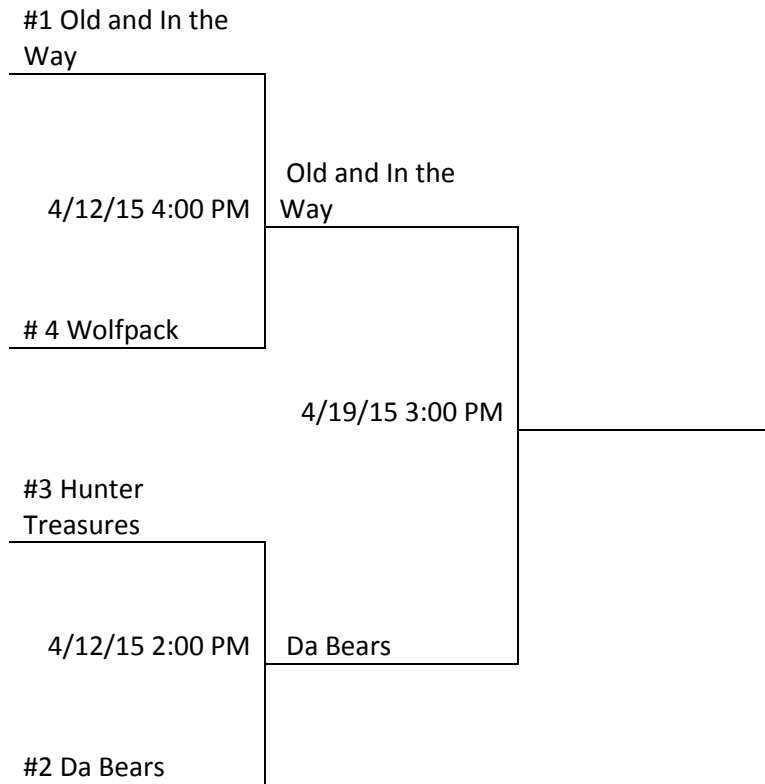 #1 Old and In the
Way
Old and In the
4/12/15 4:00 PM
Way
# 4 Wolfpack
4/19/15 3:00 PM
#3 Hunter
Treasures
4/12/15 2:00 PM
Da Bears
#2 Da Bears